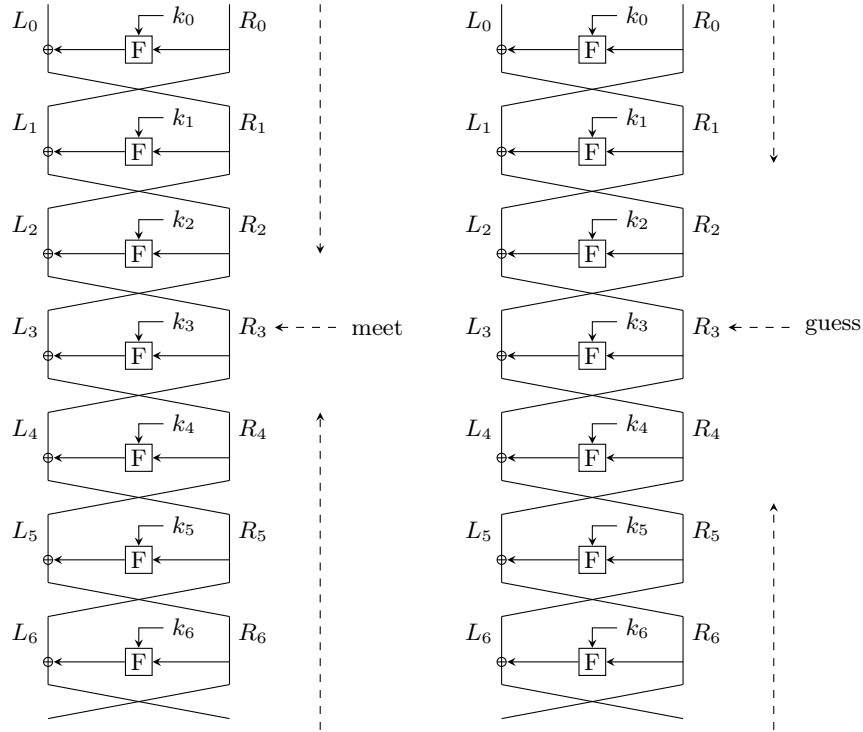 L₀ F k₀ R₀ L₀ F k₀ R₀
L₁ F k₁ R₁ L₁ F k₁ R₁
L₂ F k₂ R₂ L₂ F k₂ R₂
L₃ F k₃ R₃ meet L₃ F k₃ R₃ guess
L₄ F k₄ R₄ L₄ F k₄ R₄
L₅ F k₅ R₅ L₅ F k₅ R₅
L₆ F k₆ R₆ L₆ F k₆ R₆